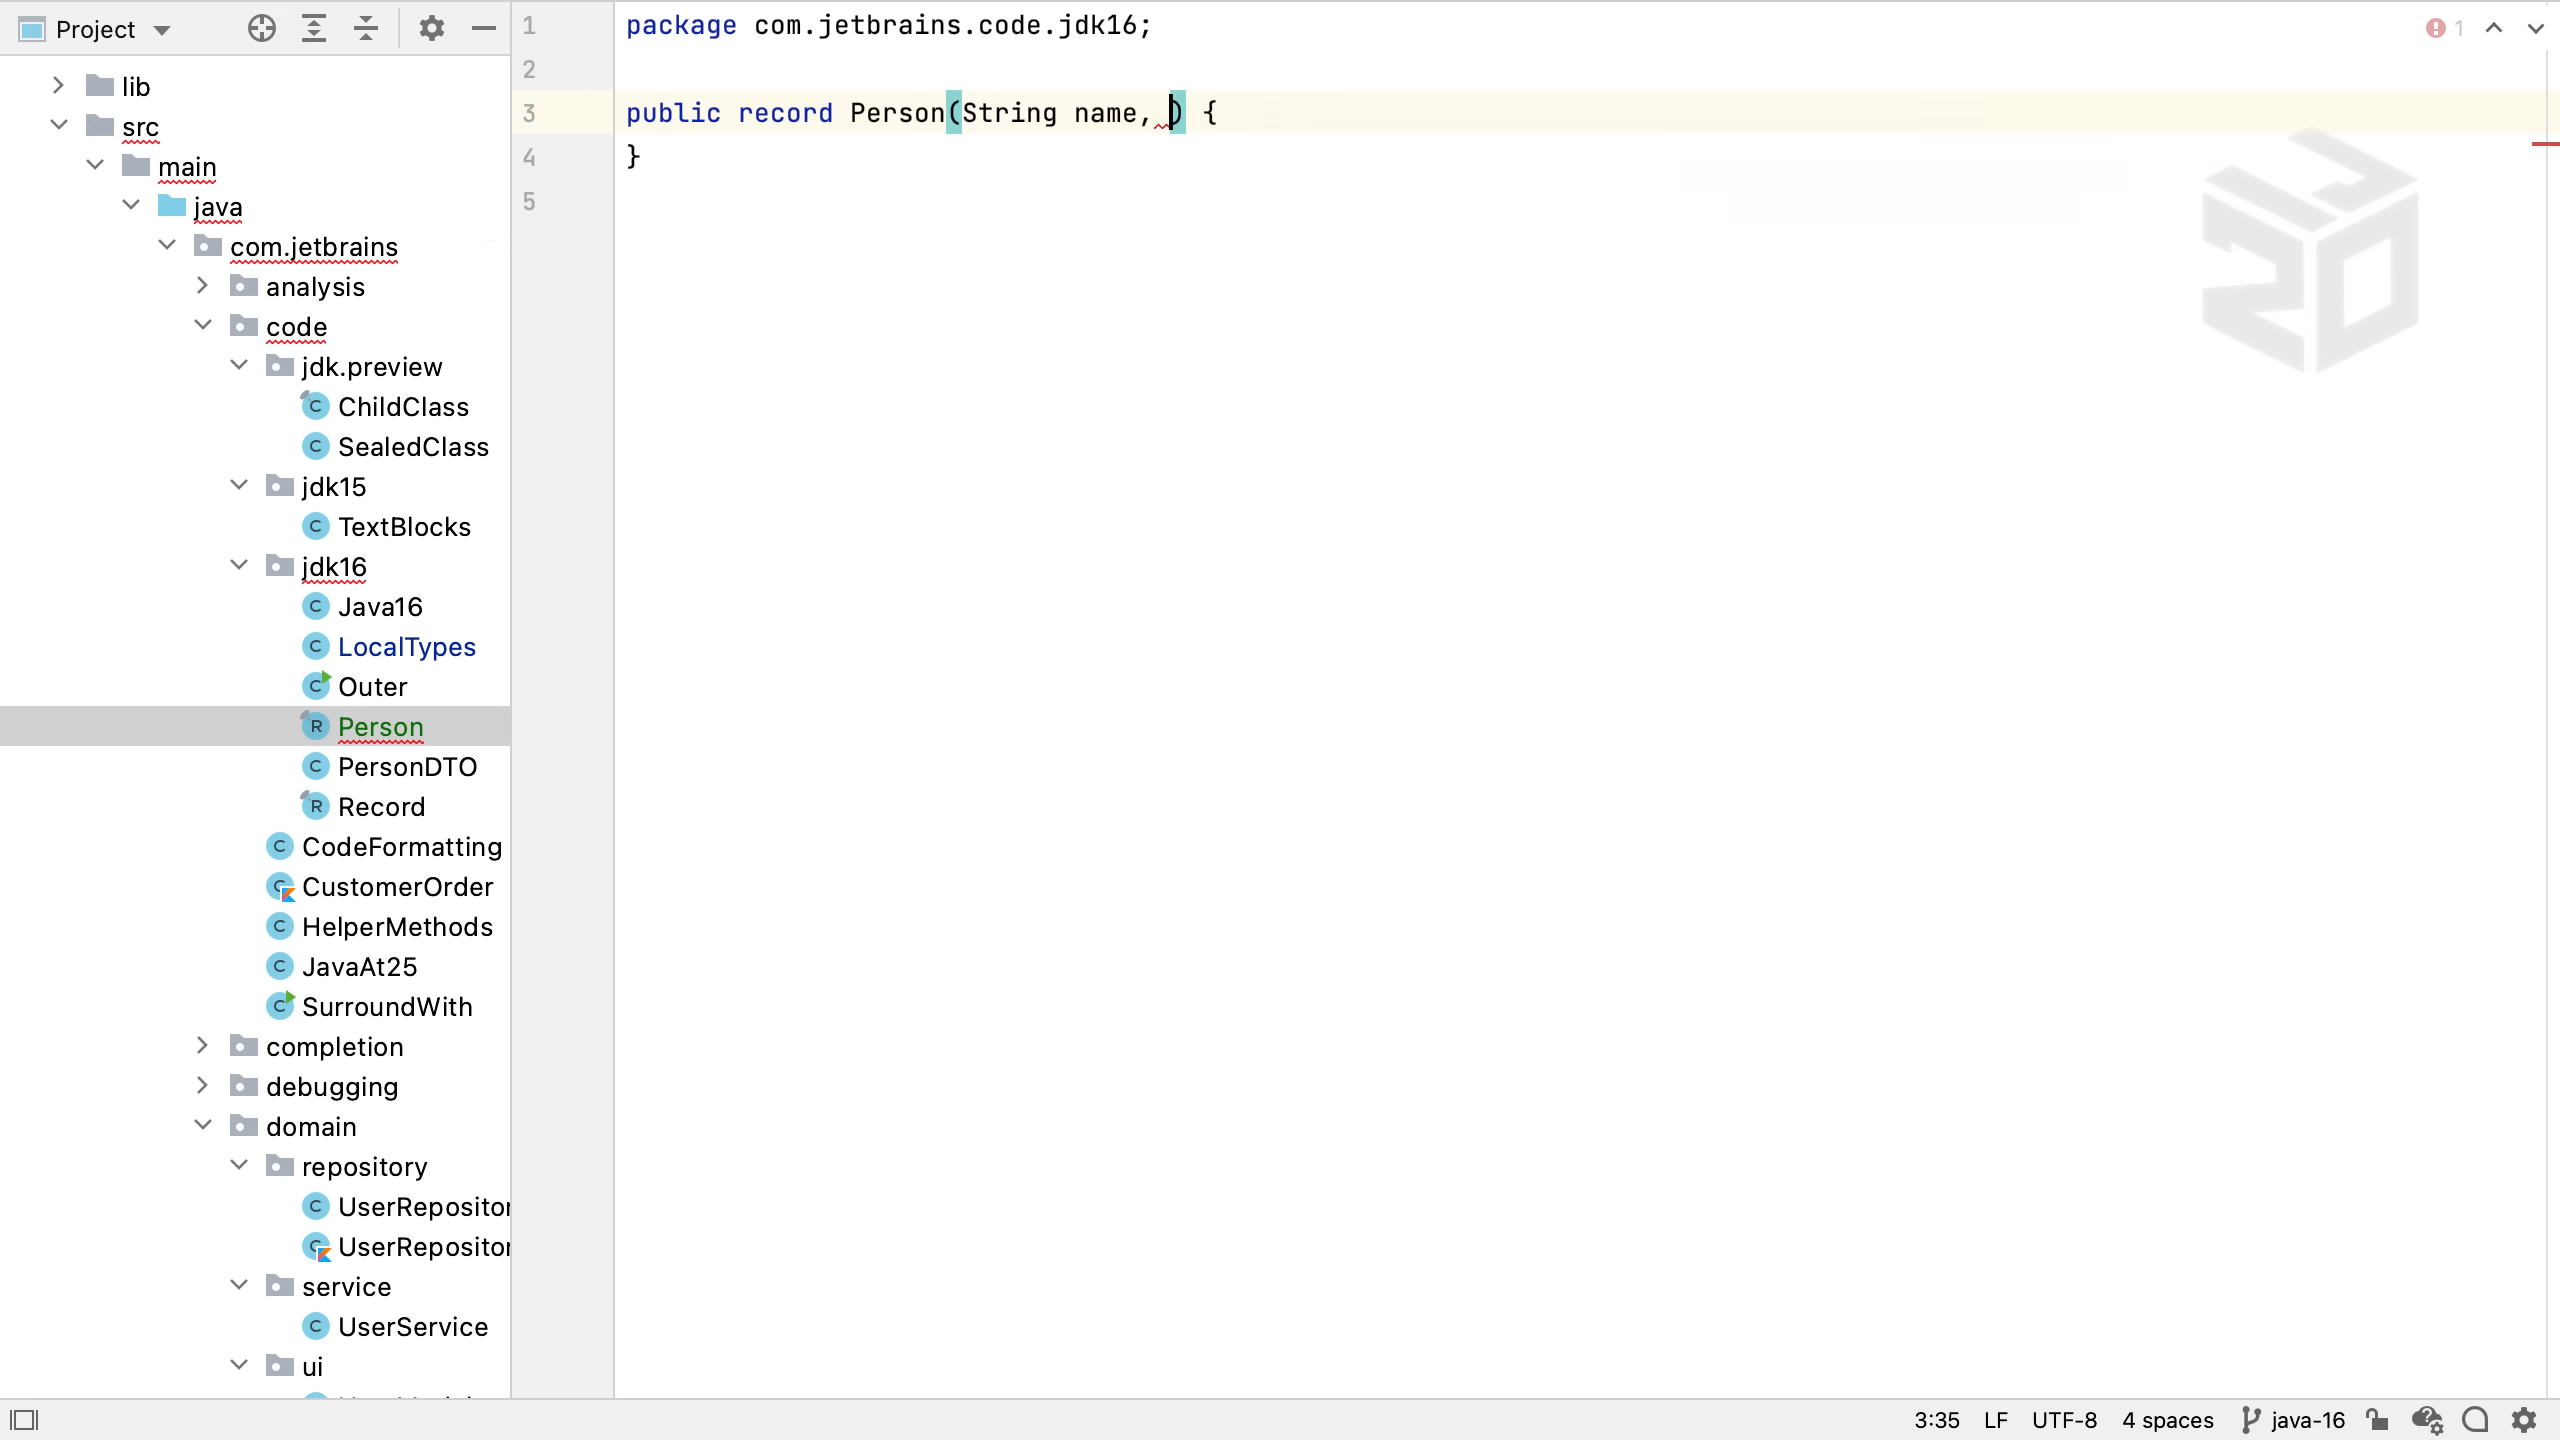 Project
lib
src
main
java
com.jetbrains
analysis
code
jdk.preview
ChildClass
SealedClass
jdk15
TextBlocks
jdk16
Java16
LocalTypes
Outer
Person
PersonDTO
Record
CodeFormatting
CustomerOrder
HelperMethods
JavaAt25
SurroundWith
completion
debugging
domain
repository
UserRepositor
UserRepositor
service
UserService
ui
1 package com.jetbrains.code.jdk16;
2
3 public record Person(String name, ) {
4 }
5
1
IJ
20
3:35 LF UTF-8 4 spaces java-16